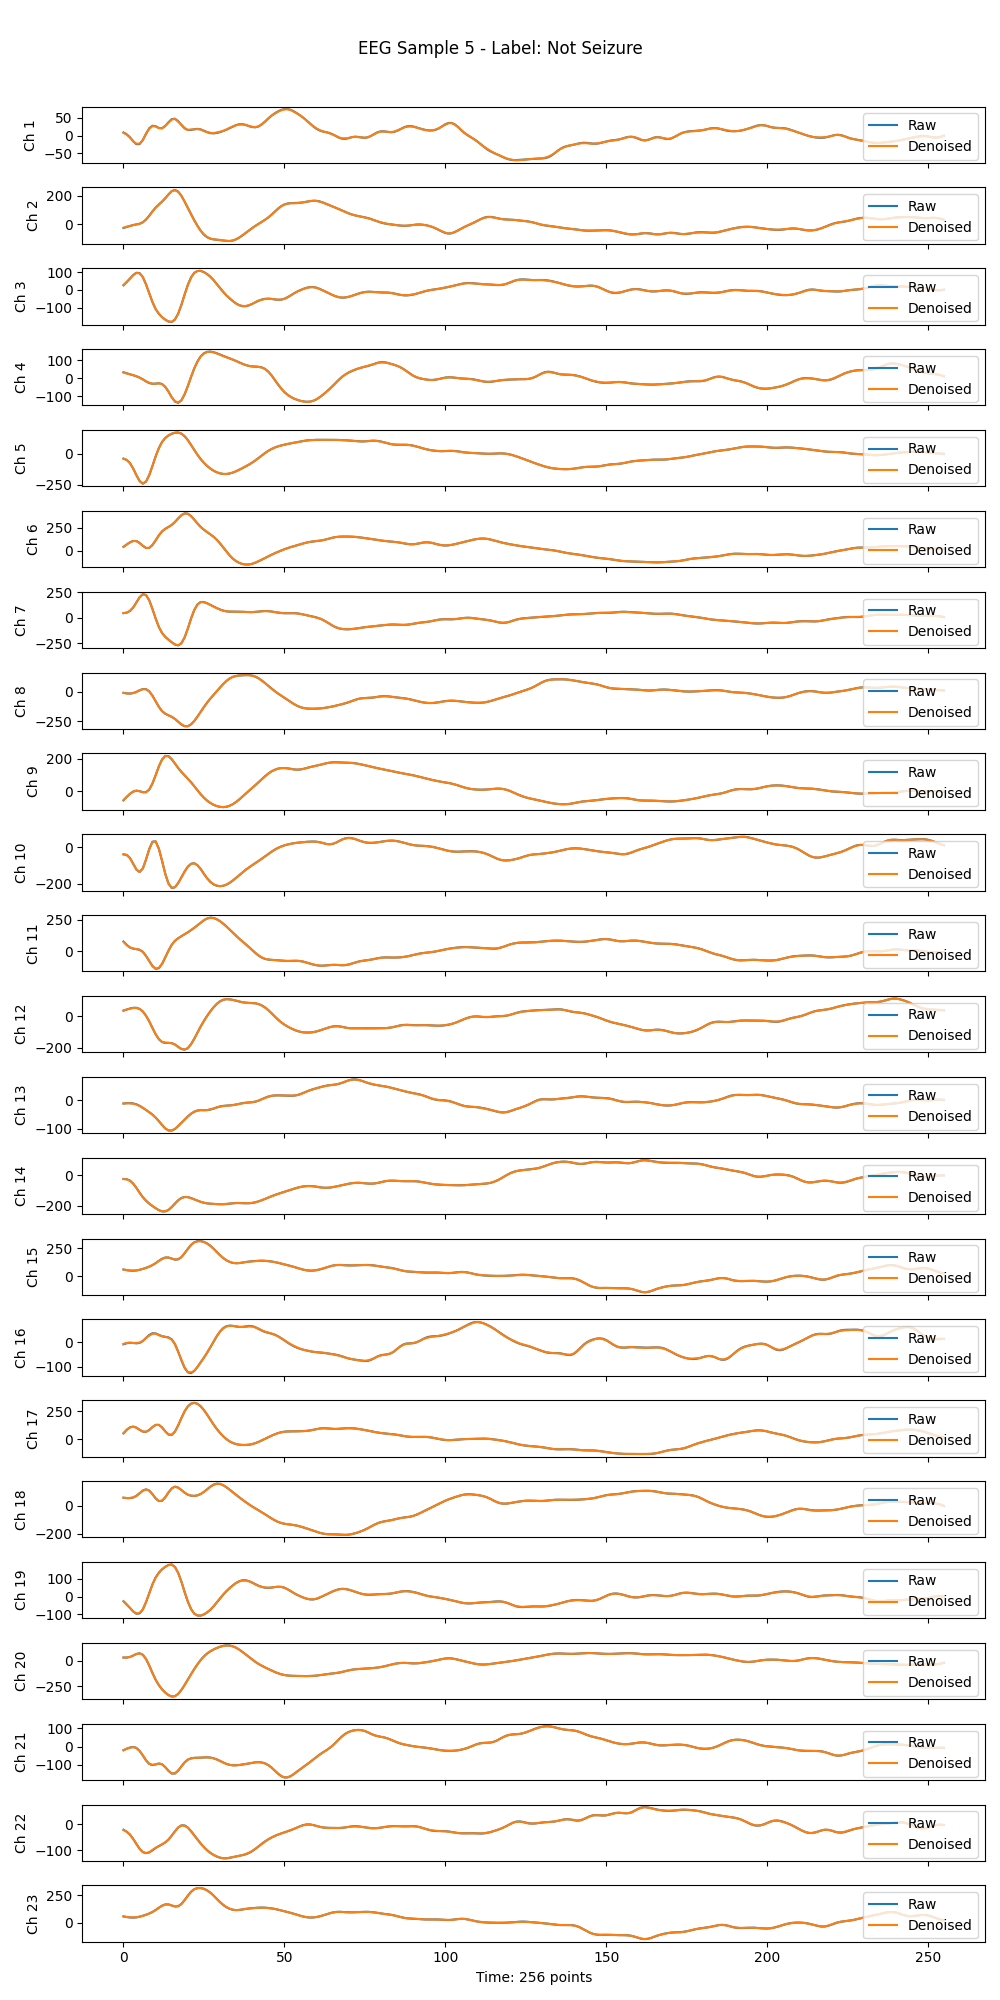 EEG Sample 5 - Label: Not Seizure
Ch 1
50
0
−50
Raw
Denoised
Ch 2
200
0
Raw
Denoised
Ch 3
100
0
−100
Raw
Denoised
Ch 4
100
0
−100
Raw
Denoised
Ch 5
0
−250
Raw
Denoised
Ch 6
250
0
Raw
Denoised
Ch 7
250
0
−250
Raw
Denoised
Ch 8
0
−250
Raw
Denoised
Ch 9
200
0
Raw
Denoised
Ch 10
0
−200
Raw
Denoised
Ch 11
250
0
Raw
Denoised
Ch 12
0
−200
Raw
Denoised
Ch 13
0
−100
Raw
Denoised
Ch 14
0
−200
Raw
Denoised
Ch 15
250
0
Raw
Denoised
Ch 16
0
−100
Raw
Denoised
Ch 17
250
0
Raw
Denoised
Ch 18
0
−200
Raw
Denoised
Ch 19
100
0
−100
Raw
Denoised
Ch 20
0
−250
Raw
Denoised
Ch 21
100
0
−100
Raw
Denoised
Ch 22
0
−100
Raw
Denoised
Ch 23
250
0
Raw
Denoised
0 50 100 150 200 250
Time: 256 points